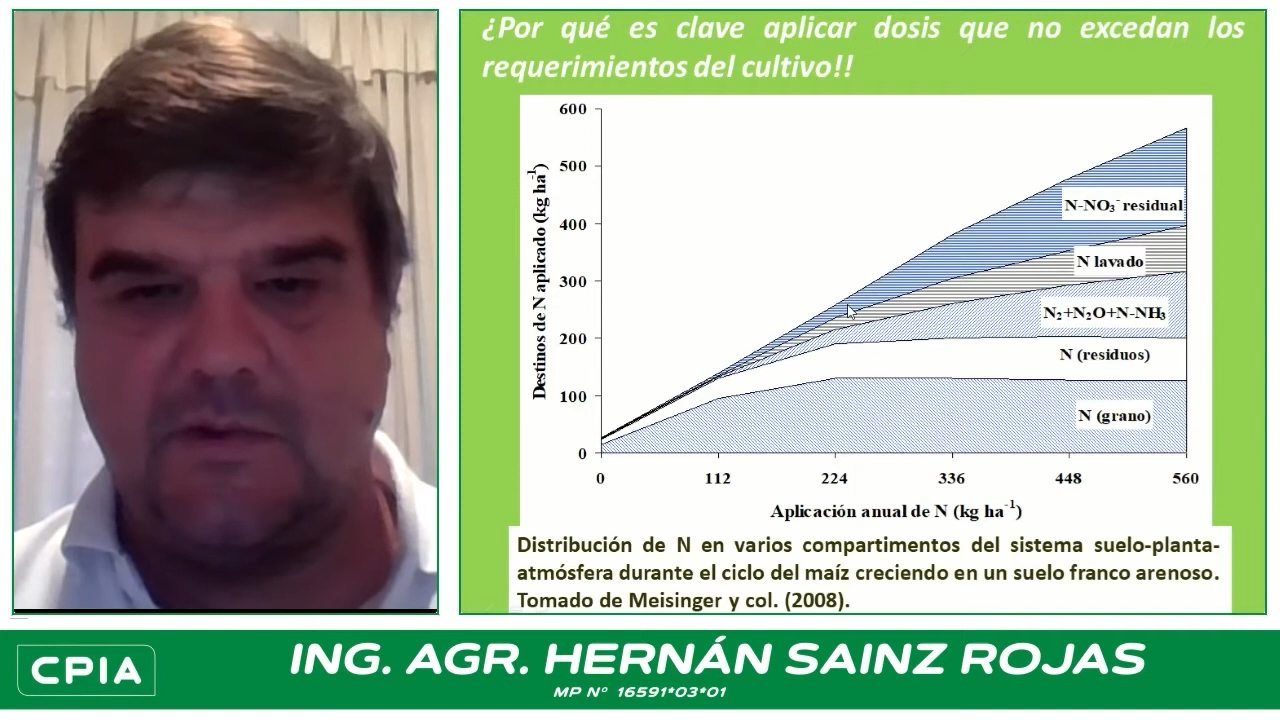 ¿Por qué es clave aplicar dosis que no excedan los
requerimientos del cultivo!!
600
500
400
300
200
100
0
Destinos de N aplicado (kg ha⁻¹)
N-NO₃⁻ residual
N lavado
N₂+N₂O+N-NH₃
N (residuos)
N (grano)
0 112 224 336 448 560
Aplicación anual de N (kg ha⁻¹)
Distribución de N en varios compartimentos del sistema suelo-planta-
atmósfera durante el ciclo del maíz creciendo en un suelo franco arenoso.
Tomado de Meisinger y col. (2008).
CPIA
ING. AGR. HERNÁN SAINZ ROJAS
MP Nº 16591*03*01